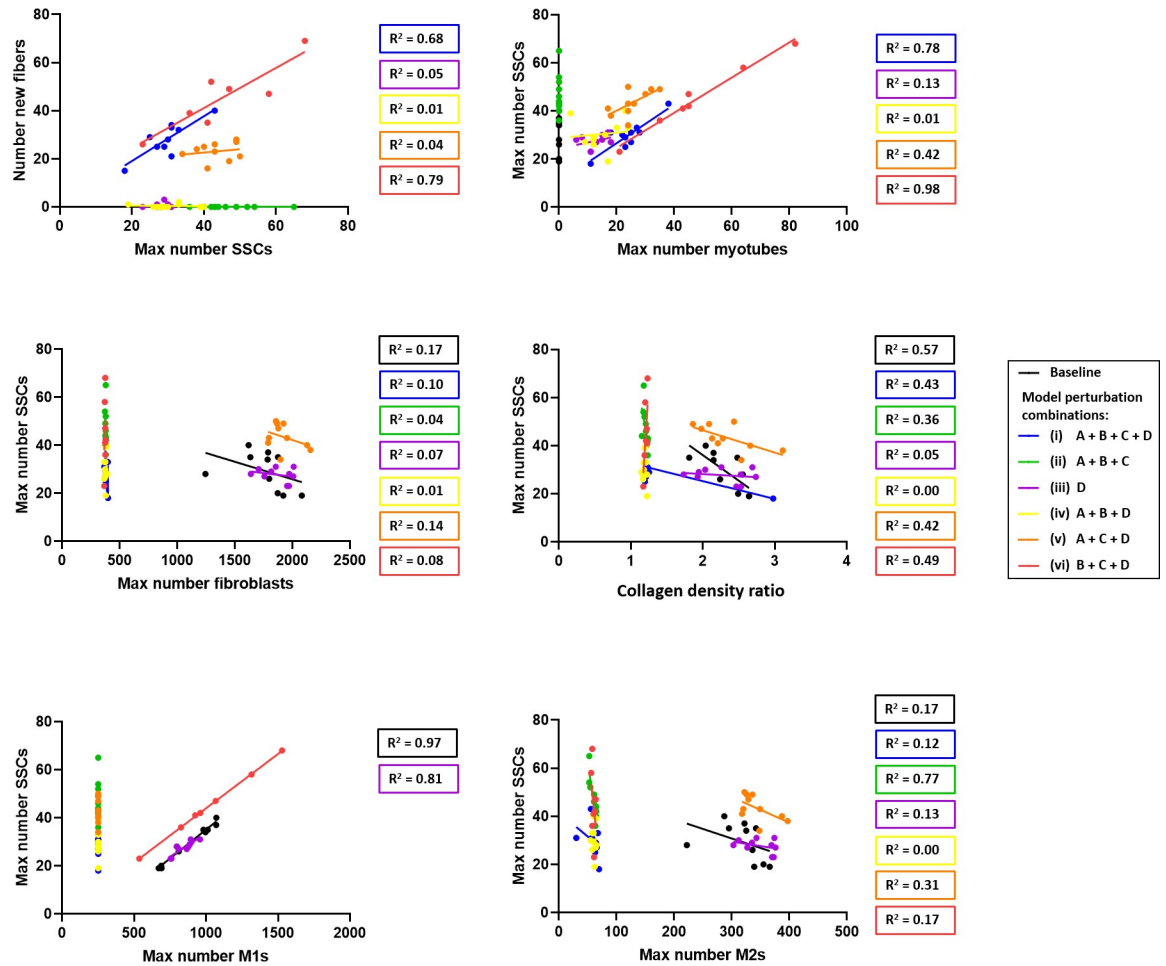 Number new fibers
80
60
40
20
0
0
20
40
60
80
Max number SSCs
R² = 0.68
R² = 0.05
R² = 0.01
R² = 0.04
R² = 0.79
Max number SSCs
80
60
40
20
0
0
20
40
60
80
100
Max number myotubes
R² = 0.78
R² = 0.13
R² = 0.01
R² = 0.42
R² = 0.98
Max number SSCs
80
60
40
20
0
0
500
1000
1500
2000
2500
Max number fibroblasts
R² = 0.17
R² = 0.10
R² = 0.04
R² = 0.07
R² = 0.01
R² = 0.14
R² = 0.08
Max number SSCs
80
60
40
20
0
0
1
2
3
4
Collagen density ratio
R² = 0.57
R² = 0.43
R² = 0.36
R² = 0.05
R² = 0.00
R² = 0.42
R² = 0.49
Baseline
Model perturbation
combinations:
(i) A + B + C + D
(ii) A + B + C
(iii) D
(iv) A + B + D
(v) A + C + D
(vi) B + C + D
Max number SSCs
80
60
40
20
0
0
500
1000
1500
2000
Max number M1s
R² = 0.97
R² = 0.81
Max number SSCs
80
60
40
20
0
0
100
200
300
400
500
Max number M2s
R² = 0.17
R² = 0.12
R² = 0.77
R² = 0.13
R² = 0.00
R² = 0.31
R² = 0.17